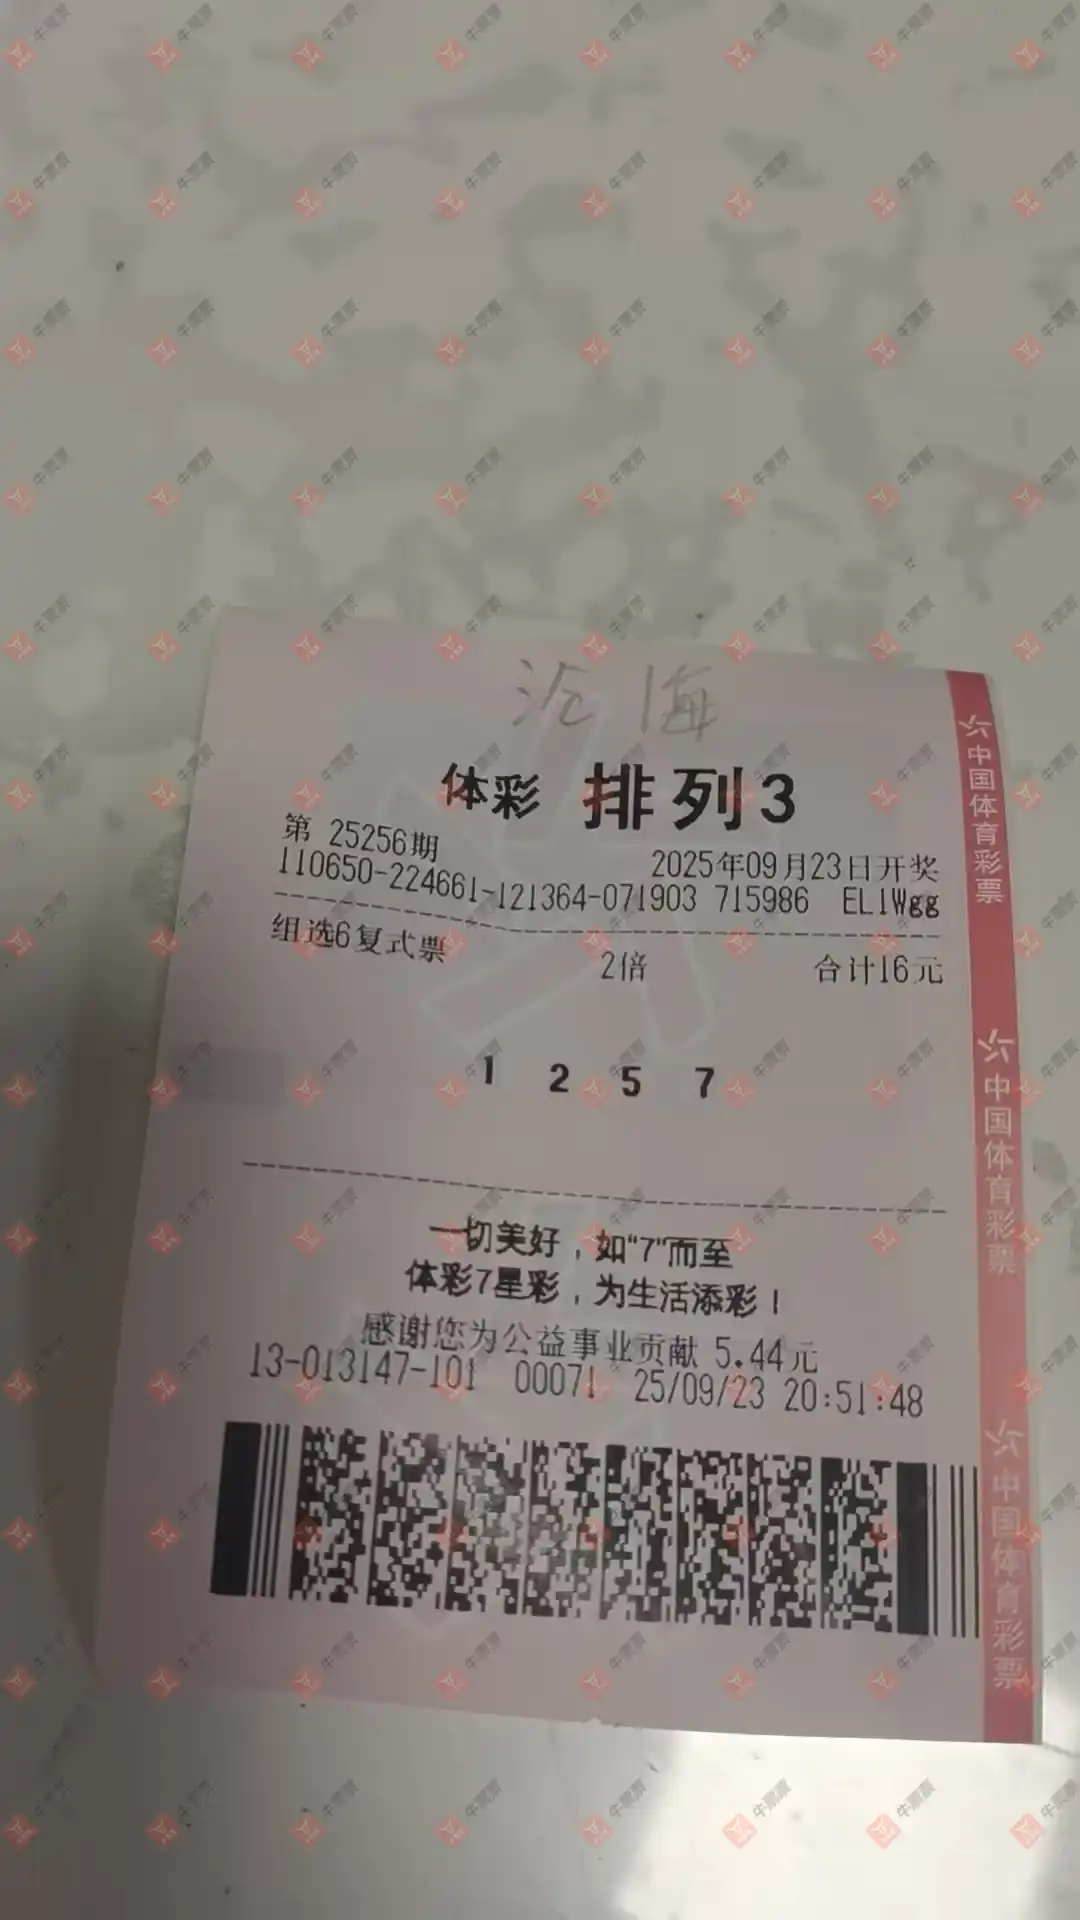 沧海
体彩 排列3
第 25256期 2025年09月23日开奖
110650-224661-121364-071903 715986 EL1Wgg
组选6复式票 2倍 合计16元
1 2 5 7
一切美好，如“7”而至
体彩7星彩，为生活添彩！
感谢您为公益事业贡献 5.44元
13-013147-101 00071 25/09/23 20:51:48
中国体育彩票
中国体育彩票
中国体育彩票
牛票票